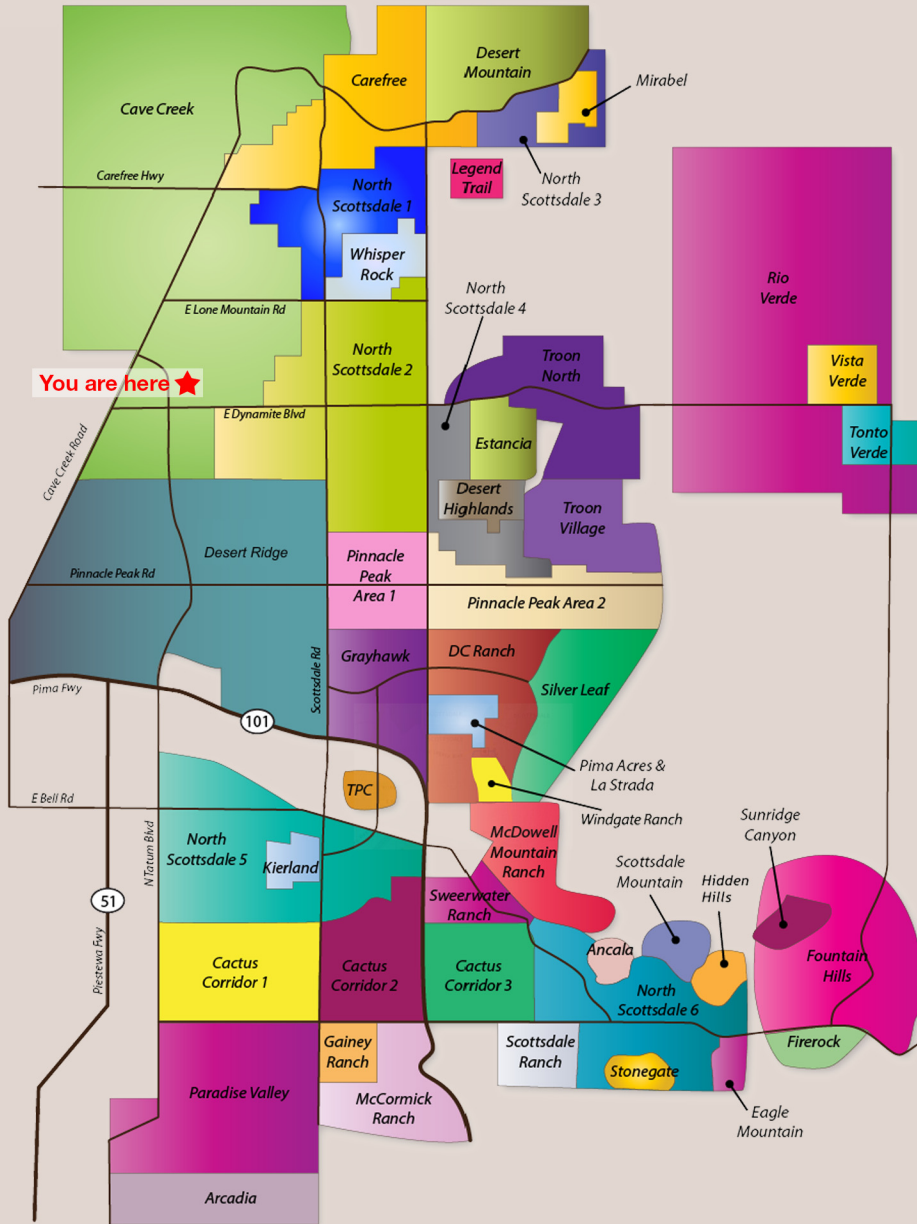 Desert
Mountain
Carefree
Mirabel
Cave Creek
Carefree Hwy
Legend
Trail
North
Scottsdale 3
North
Scottsdale 1
Whisper
Rock
Rio
Verde
North
Scottsdale 4
E Lone Mountain Rd
North
Scottsdale 2
Troon
North
Vista
Verde
You are here
E Dynamite Blvd
Cave Creek Road
Estancia
Tonto
Verde
Desert
Highlands
Troon
Village
Desert Ridge
Pinnacle
Peak
Area 1
Pinnacle Peak Rd
Pinnacle Peak Area 2
Scottsdale Rd
Grayhawk
DC Ranch
Silver Leaf
Pima Fwy
101
Pima Acres &
La Strada
TPC
E Bell Rd
Windgate Ranch
Sunridge
Canyon
N Tatum Blvd
North
Scottsdale 5
Kierland
McDowell
Mountain
Ranch
Scottsdale
Mountain
Hidden
Hills
51
Sweerwater
Ranch
Piestewa Fwy
Cactus
Corridor 1
Cactus
Corridor 2
Cactus
Corridor 3
Ancala
North
Scottsdale 6
Fountain
Hills
Gainey
Ranch
Scottsdale
Ranch
Firerock
Stonegate
Paradise Valley
McCormick
Ranch
Eagle
Mountain
Arcadia